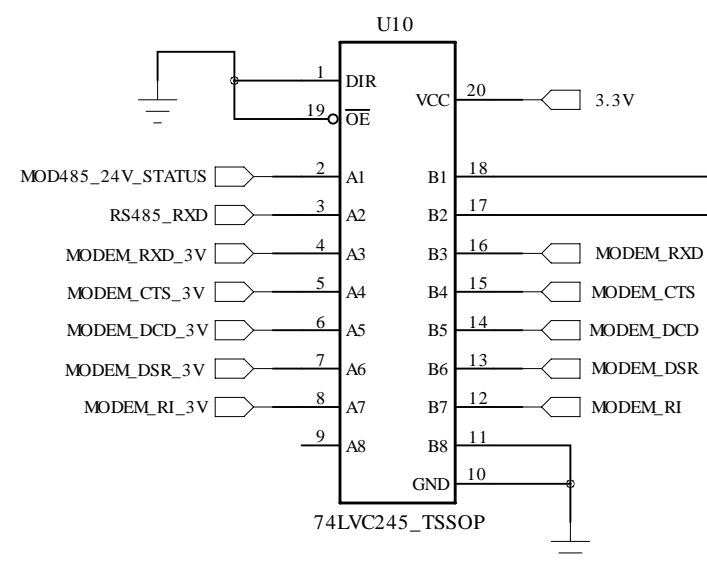 U10
1 DIR
VCC 20 3.3V
19 OE
MOD485_24V_STATUS 2 A1 B1 18
RS485_RXD 3 A2 B2 17
MODEM_RXD_3V 4 A3 B3 16 MODEM_RXD
MODEM_CTS_3V 5 A4 B4 15 MODEM_CTS
MODEM_DCD_3V 6 A5 B5 14 MODEM_DCD
MODEM_DSR_3V 7 A6 B6 13 MODEM_DSR
MODEM_RI_3V 8 A7 B7 12 MODEM_RI
9 A8 B8 11
GND 10
74LVC245_TSSOP